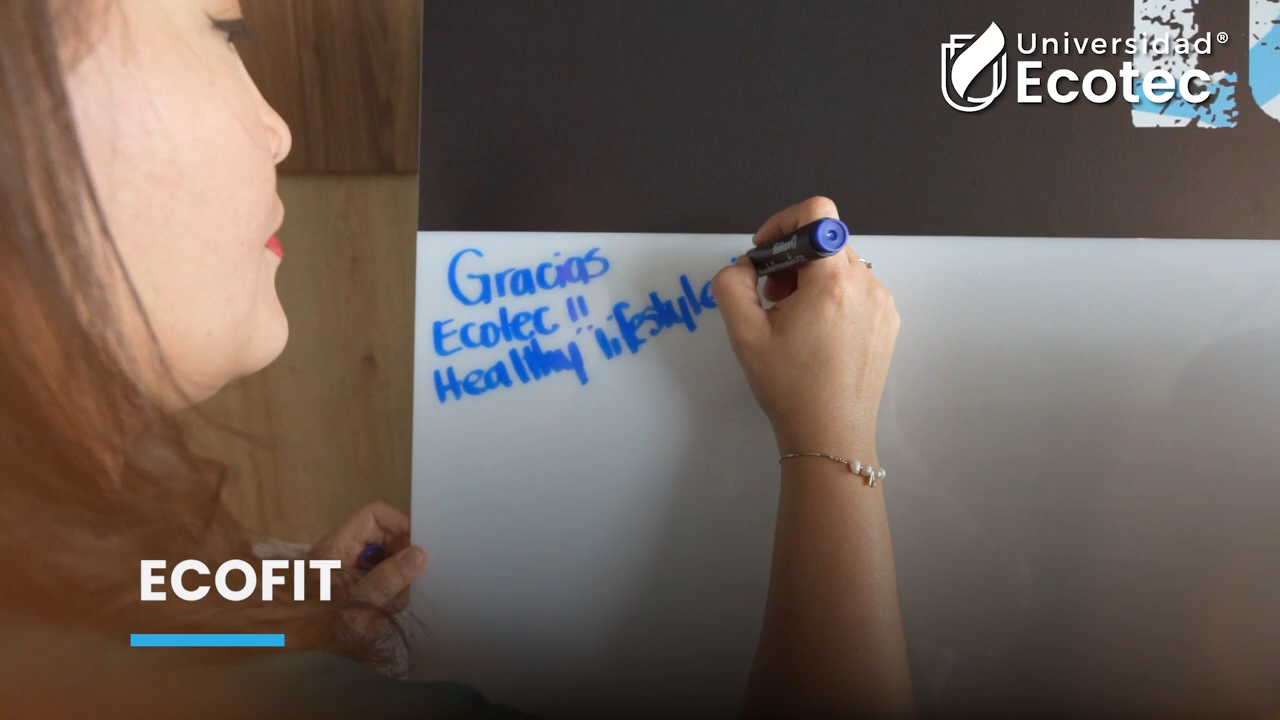 Universidad®
Ecotec
Gracias
Ecotec !!
Healthy lifestyle
ECOFIT